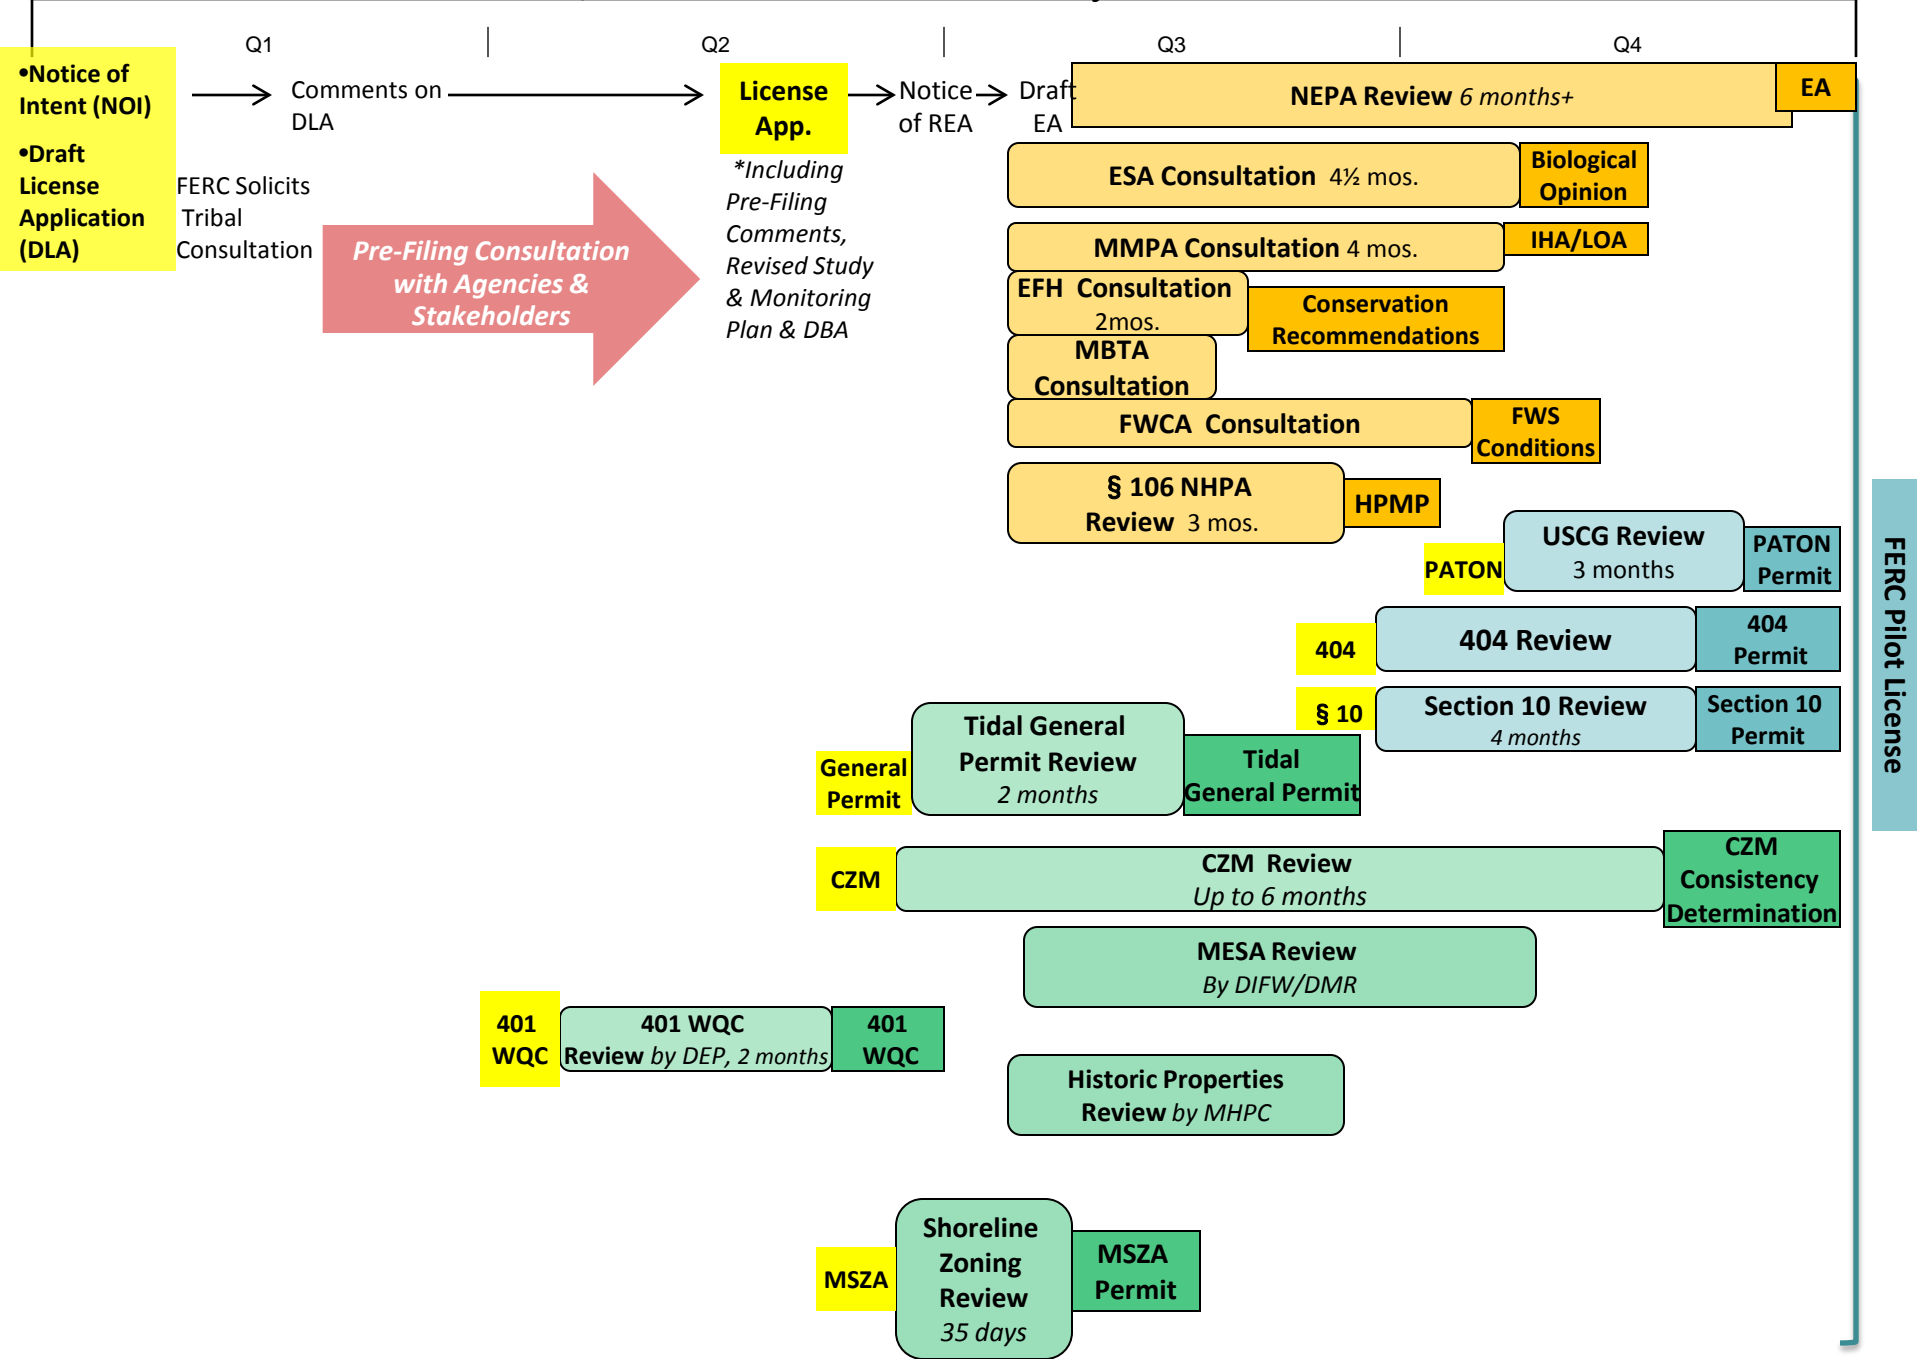 Q1
Q2
Q3
Q4
•Notice of
Intent (NOI)
•Draft
License
Application
(DLA)
Comments on
DLA
FERC Solicits
Tribal
Consultation
Pre-Filing Consultation
with Agencies &
Stakeholders
License
App.
*Including
Pre-Filing
Comments,
Revised Study
& Monitoring
Plan & DBA
Notice
of REA
Draft
EA
NEPA Review 6 months+
EA
ESA Consultation 4½ mos.
Biological
Opinion
MMPA Consultation 4 mos.
IHA/LOA
EFH Consultation
2mos.
Conservation
Recommendations
MBTA
Consultation
FWCA Consultation
FWS
Conditions
§ 106 NHPA
Review 3 mos.
HPMP
PATON
USCG Review
3 months
PATON
Permit
404
404 Review
404
Permit
§ 10
Section 10 Review
4 months
Section 10
Permit
General
Permit
Tidal General
Permit Review
2 months
Tidal
General Permit
CZM
CZM Review
Up to 6 months
CZM
Consistency
Determination
MESA Review
By DIFW/DMR
401
WQC
401 WQC
Review by DEP, 2 months
401
WQC
Historic Properties
Review by MHPC
MSZA
Shoreline
Zoning
Review
35 days
MSZA
Permit
FERC Pilot License